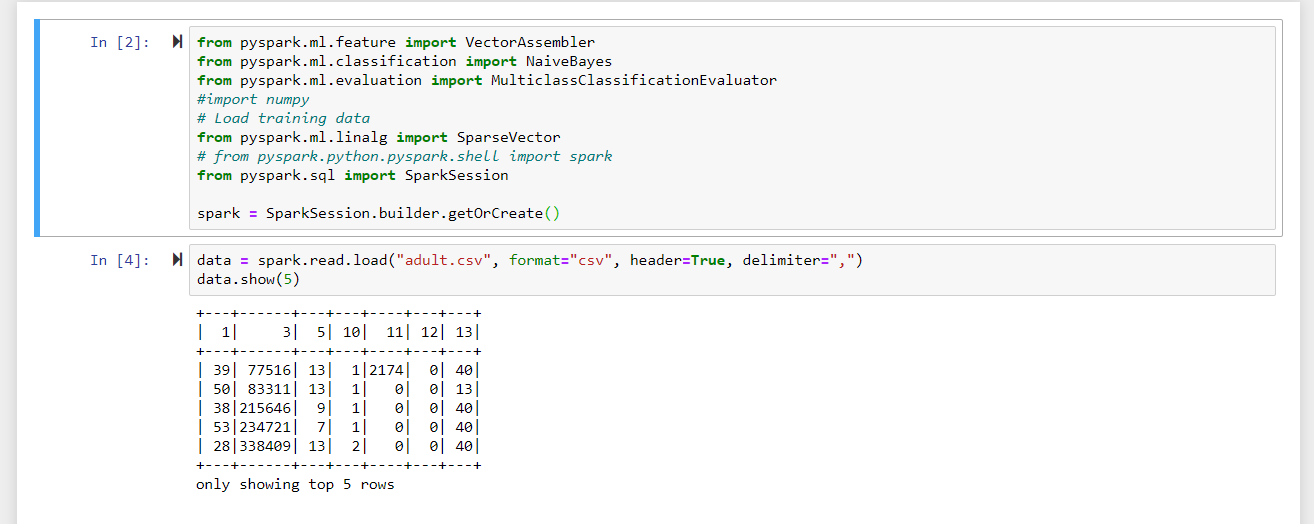 In [2]:
from pyspark.ml.feature import VectorAssembler
from pyspark.ml.classification import NaiveBayes
from pyspark.ml.evaluation import MulticlassClassificationEvaluator
#import numpy
# Load training data
from pyspark.ml.linalg import SparseVector
# from pyspark.python.pyspark.shell import spark
from pyspark.sql import SparkSession
spark = SparkSession.builder.getOrCreate()
In [4]:
data = spark.read.load("adult.csv", format="csv", header=True, delimiter=",")
data.show(5)
+---+------+---+---+----+---+---+
|  1|     3|  5| 10|  11| 12| 13|
+---+------+---+---+----+---+---+
| 39| 77516| 13|  1|2174|  0| 40|
| 50| 83311| 13|  1|   0|  0| 13|
| 38|215646|  9|  1|   0|  0| 40|
| 53|234721|  7|  1|   0|  0| 40|
| 28|338409| 13|  2|   0|  0| 40|
+---+------+---+---+----+---+---+
only showing top 5 rows